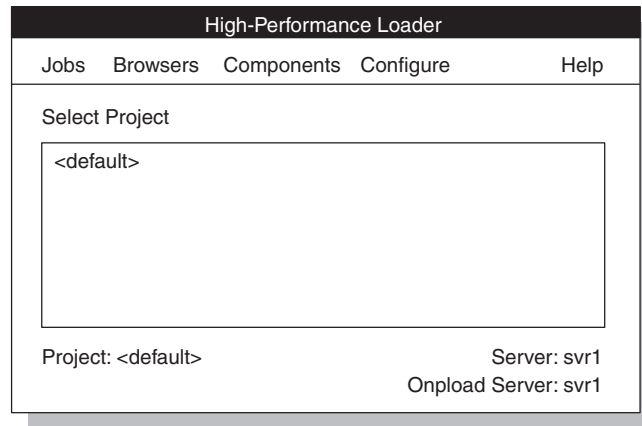 High-Performance Loader
Jobs Browsers Components Configure Help
Select Project
<default>
Project: <default> Server: svr1
Onpload Server: svr1